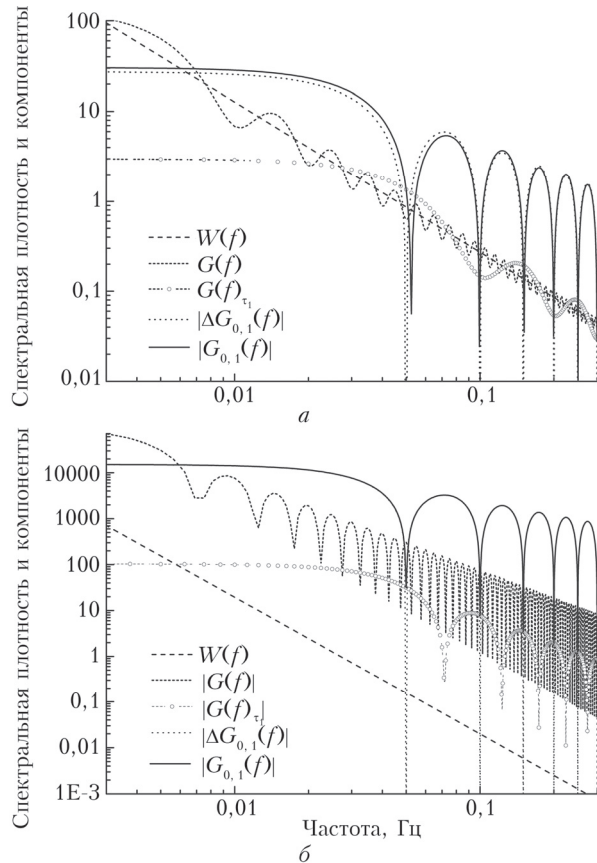 Спектральная плотность и компоненты
100
10
1
0,1
0,01
W(f)
G(f)
G(f)τ1
|ΔG0, 1(f)|
|G0, 1(f)|
0,01
0,1
а
Спектральная плотность и компоненты
10000
1000
100
10
1
0,1
0,01
1E-3
W(f)
|G(f)|
|G(f)τ1|
|ΔG0, 1(f)|
|G0, 1(f)|
0,01
0,1
Частота, Гц
б